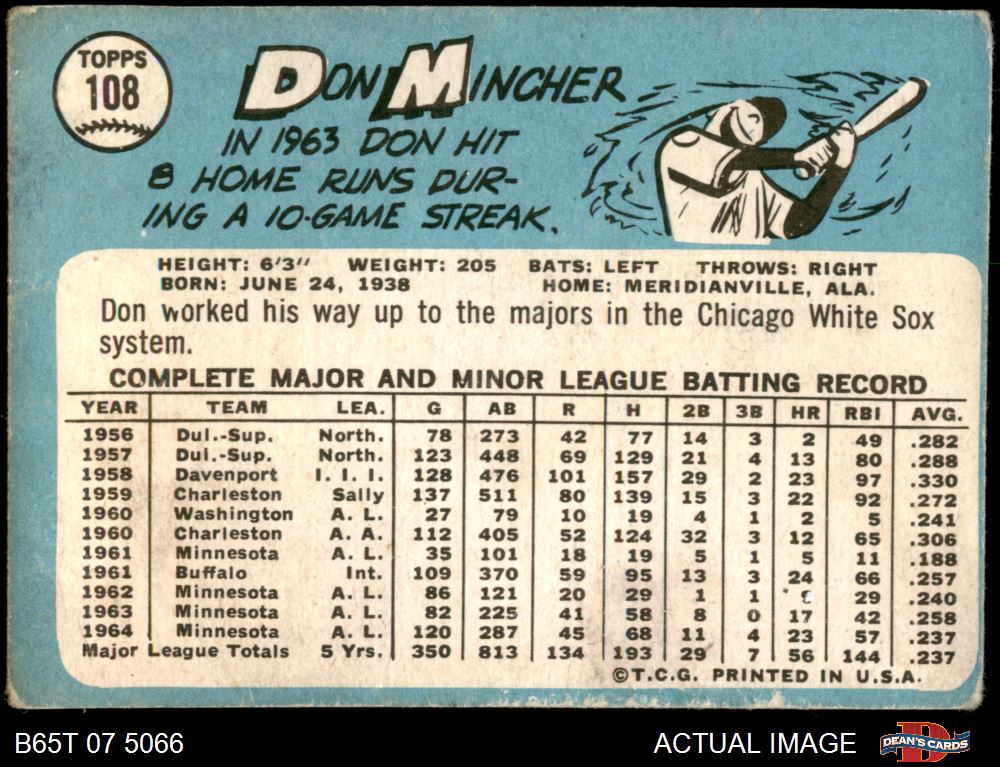 TOPPS
108
DON MINCHER
IN 1963 DON HIT
8 HOME RUNS DUR-
ING A 10-GAME STREAK.
HEIGHT: 6'3" WEIGHT: 205 BATS: LEFT THROWS: RIGHT
BORN: JUNE 24, 1938 HOME: MERIDIANVILLE, ALA.
Don worked his way up to the majors in the Chicago White Sox
system.
COMPLETE MAJOR AND MINOR LEAGUE BATTING RECORD
YEAR TEAM LEA. G AB R H 2B 3B HR RBI AVG.
1956 Dul.-Sup. North. 78 273 42 77 14 3 2 49 .282
1957 Dul.-Sup. North. 123 448 69 129 21 4 13 80 .288
1958 Davenport I. I. I. 128 476 101 157 29 2 23 97 .330
1959 Charleston Sally 137 511 80 139 15 3 22 92 .272
1960 Washington A. L. 27 79 10 19 4 1 2 5 .241
1960 Charleston A. A. 112 405 52 124 32 3 12 65 .306
1961 Minnesota A. L. 35 101 18 19 5 1 5 11 .188
1961 Buffalo Int. 109 370 59 95 13 3 24 66 .257
1962 Minnesota A. L. 86 121 20 29 1 1 29 .240
1963 Minnesota A. L. 82 225 41 58 8 0 17 42 .258
1964 Minnesota A. L. 120 287 45 68 11 4 23 57 .237
Major League Totals 5 Yrs. 350 813 134 193 29 7 56 144 .237
©T.C.G. PRINTED IN U.S.A.
B65T 07 5066 ACTUAL IMAGE DEAN'S CARDS